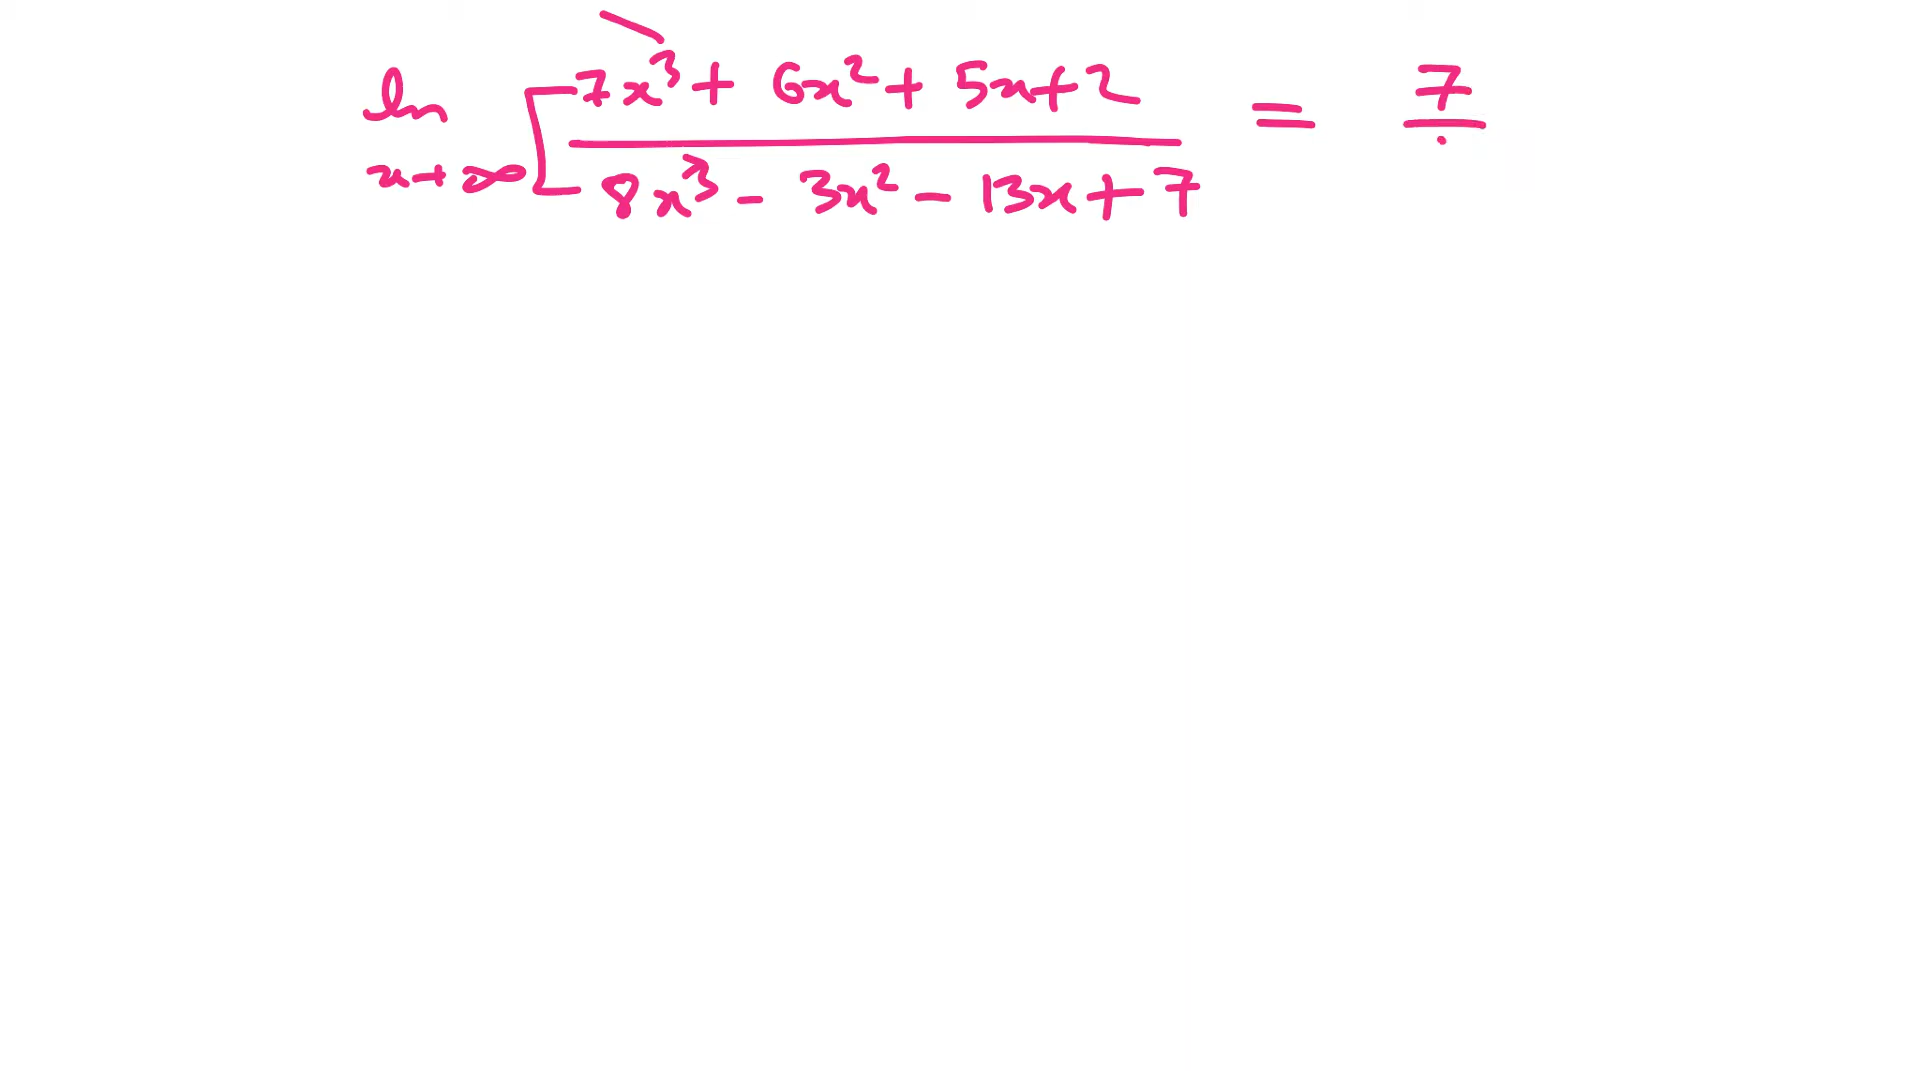 lim x→∞ [ (7x³ + 6x² + 5x + 2) / (8x³ - 3x² - 13x + 7) = 7/